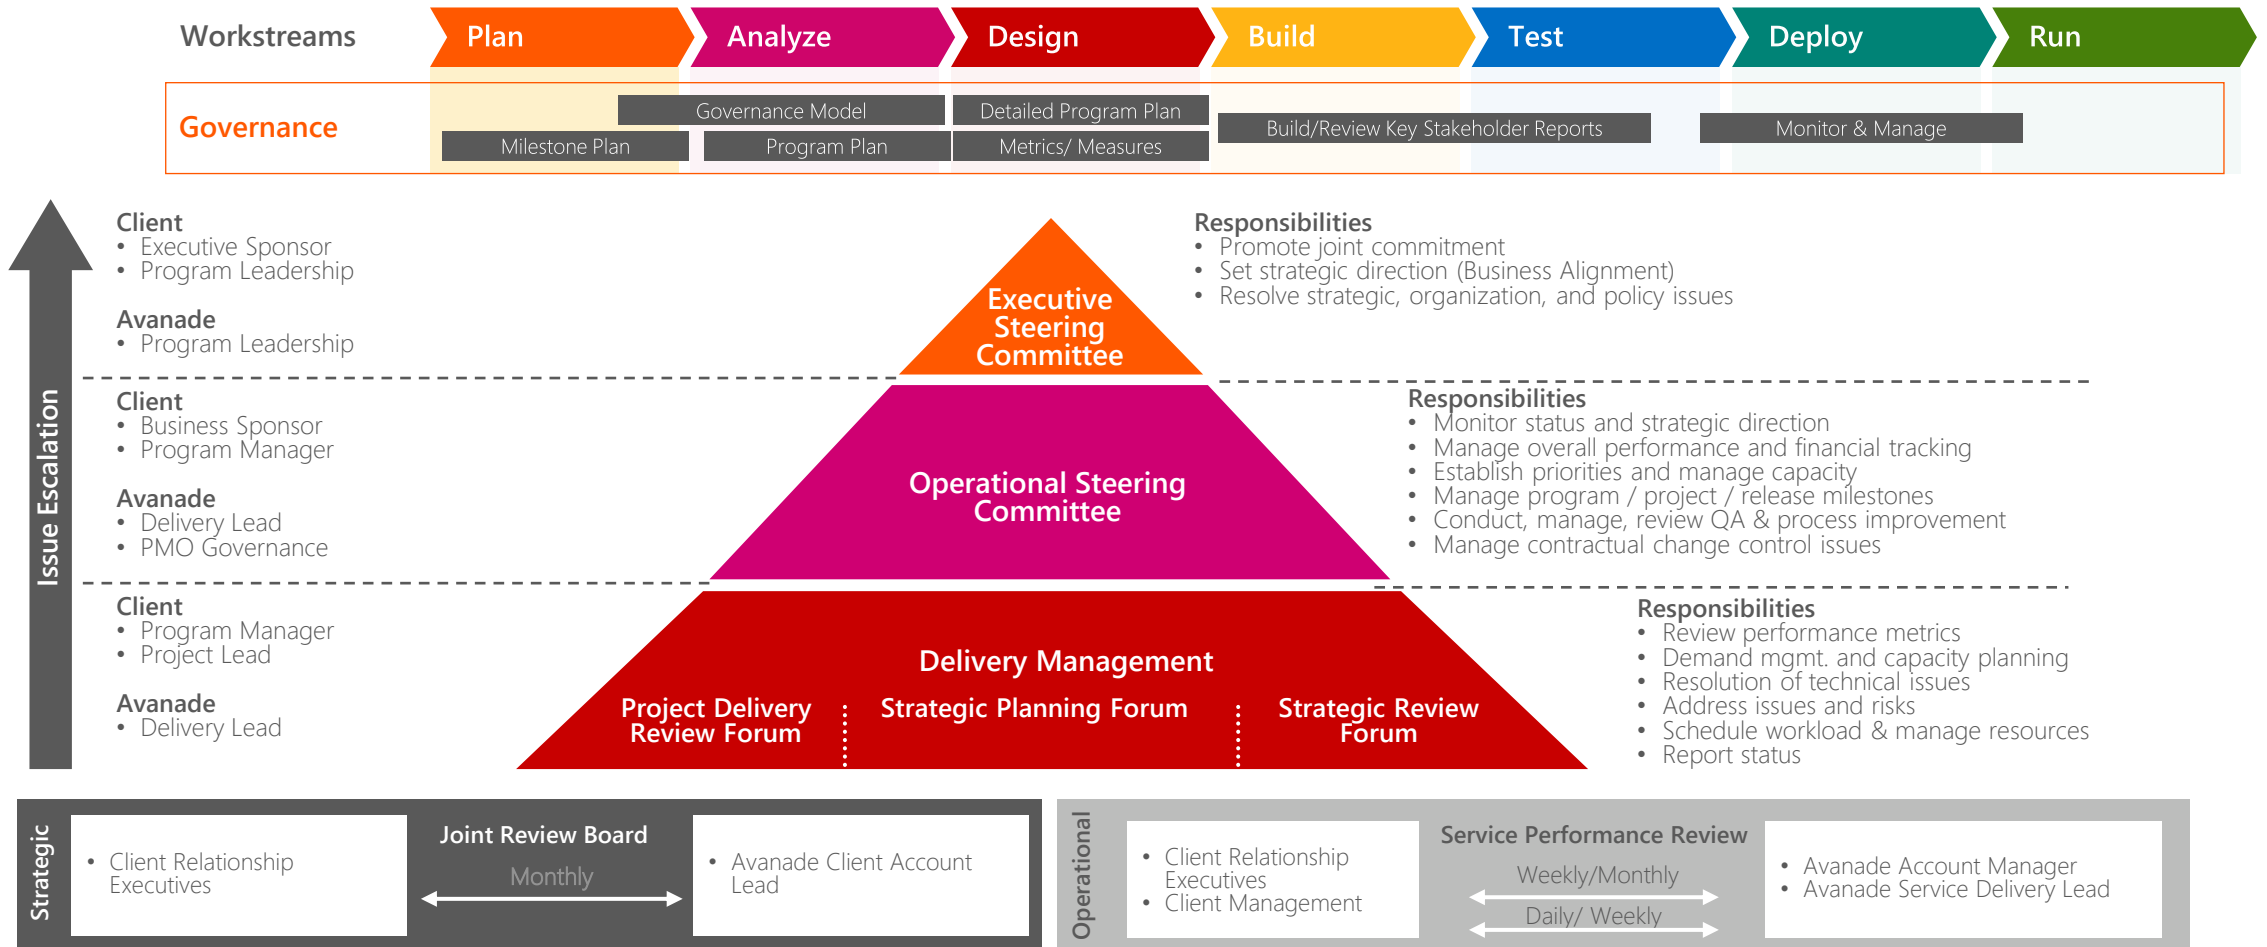 Workstreams
Plan
Analyze
Design
Build
Test
Deploy
Run
Governance
Governance Model
Detailed Program Plan
Build/Review Key Stakeholder Reports
Monitor & Manage
Milestone Plan
Program Plan
Metrics/ Measures
Issue Escalation
Client
• Executive Sponsor
• Program Leadership
Avanade
• Program Leadership
Executive
Steering
Committee
Responsibilities
• Promote joint commitment
• Set strategic direction (Business Alignment)
• Resolve strategic, organization, and policy issues
Client
• Business Sponsor
• Program Manager
Avanade
• Delivery Lead
• PMO Governance
Operational Steering
Committee
Responsibilities
• Monitor status and strategic direction
• Manage overall performance and financial tracking
• Establish priorities and manage capacity
• Manage program / project / release milestones
• Conduct, manage, review QA & process improvement
• Manage contractual change control issues
Client
• Program Manager
• Project Lead
Avanade
• Delivery Lead
Delivery Management
Project Delivery
Review Forum
Strategic Planning Forum
Strategic Review
Forum
Responsibilities
• Review performance metrics
• Demand mgmt. and capacity planning
• Resolution of technical issues
• Address issues and risks
• Schedule workload & manage resources
• Report status
Strategic
• Client Relationship
Executives
Joint Review Board
Monthly
• Avanade Client Account
Lead
Operational
• Client Relationship
Executives
• Client Management
Service Performance Review
Weekly/Monthly
Daily/ Weekly
• Avanade Account Manager
• Avanade Service Delivery Lead